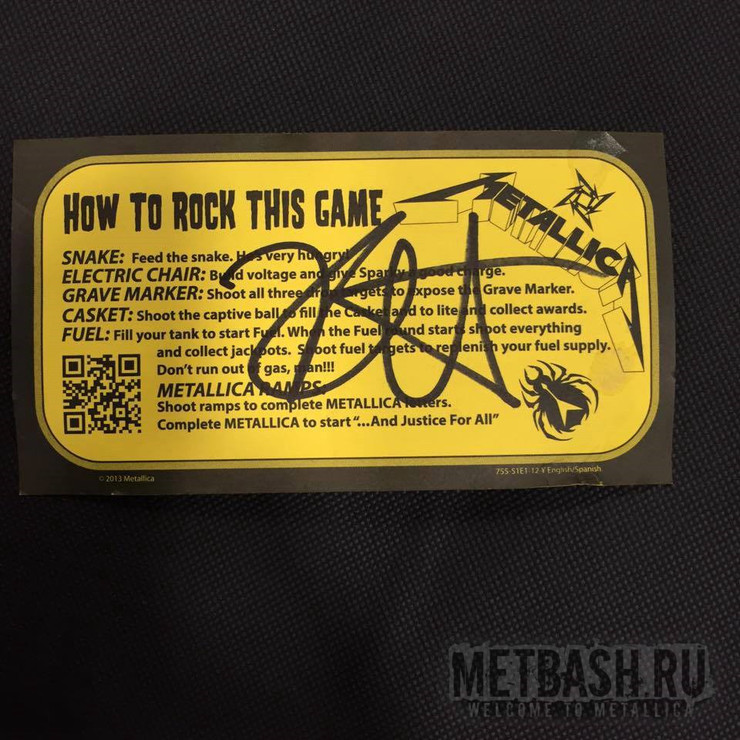 HOW TO ROCK THIS GAME
METALLICA
SNAKE: Feed the snake. He's very hungry!
ELECTRIC CHAIR: Build voltage and give Sparky a good charge.
GRAVE MARKER: Shoot all three drop targets to expose the Grave Marker.
CASKET: Shoot the captive ball to fill the Casket and to lite and collect awards.
FUEL: Fill your tank to start Fuel. When the Fuel round starts shoot everything
and collect jackpots. Shoot fuel targets to replenish your fuel supply.
Don't run out of gas, man!!!
METALLICA RAMPS:
Shoot ramps to complete METALLICA letters.
Complete METALLICA to start "...And Justice For All"
© 2013 Metallica
755-51E1-12-Y English/Spanish
METBASH.RU
WELCOME TO METALLICA